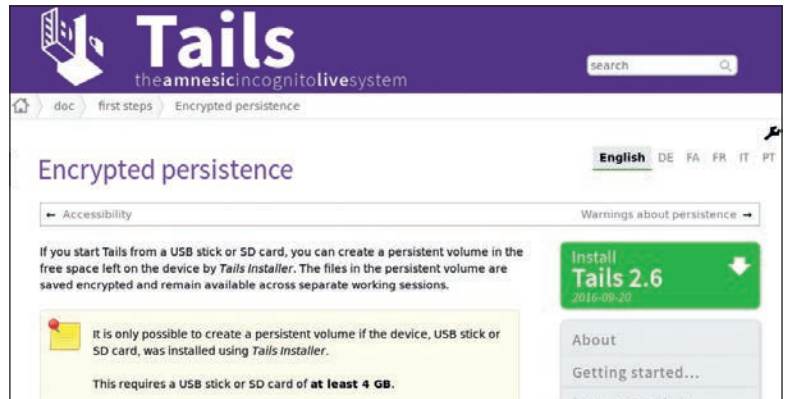 Tails
theamnesicincognitolivesystem
search
doc
first steps
Encrypted persistence
English DE FA FR IT PT
Encrypted persistence
← Accessibility
Warnings about persistence →
If you start Tails from a USB stick or SD card, you can create a persistent volume in the
free space left on the device by Tails Installer. The files in the persistent volume are
saved encrypted and remain available across separate working sessions.
It is only possible to create a persistent volume if the device, USB stick or
SD card, was installed using Tails Installer.
This requires a USB stick or SD card of at least 4 GB.
Install
Tails 2.6
2016-09-20
About
Getting started...